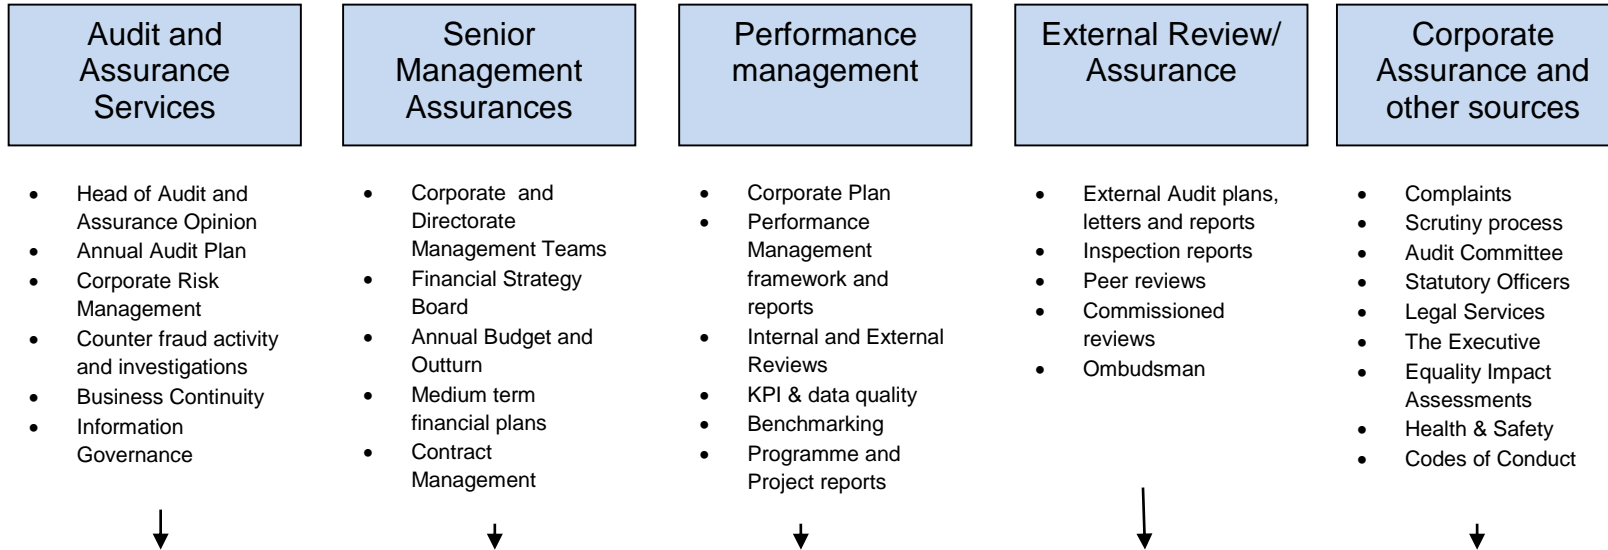 Audit and
Assurance
Services
Senior
Management
Assurances
Performance
management
External Review/
Assurance
Corporate
Assurance and
other sources
• Head of Audit and
Assurance Opinion
• Annual Audit Plan
• Corporate Risk
Management
• Counter fraud activity
and investigations
• Business Continuity
• Information
Governance
• Corporate and
Directorate
Management Teams
• Financial Strategy
Board
• Annual Budget and
Outturn
• Medium term
financial plans
• Contract
Management
• Corporate Plan
• Performance
Management
framework and
reports
• Internal and External
Reviews
• KPI & data quality
• Benchmarking
• Programme and
Project reports
• External Audit plans,
letters and reports
• Inspection reports
• Peer reviews
• Commissioned
reviews
• Ombudsman
• Complaints
• Scrutiny process
• Audit Committee
• Statutory Officers
• Legal Services
• The Executive
• Equality Impact
Assessments
• Health & Safety
• Codes of Conduct